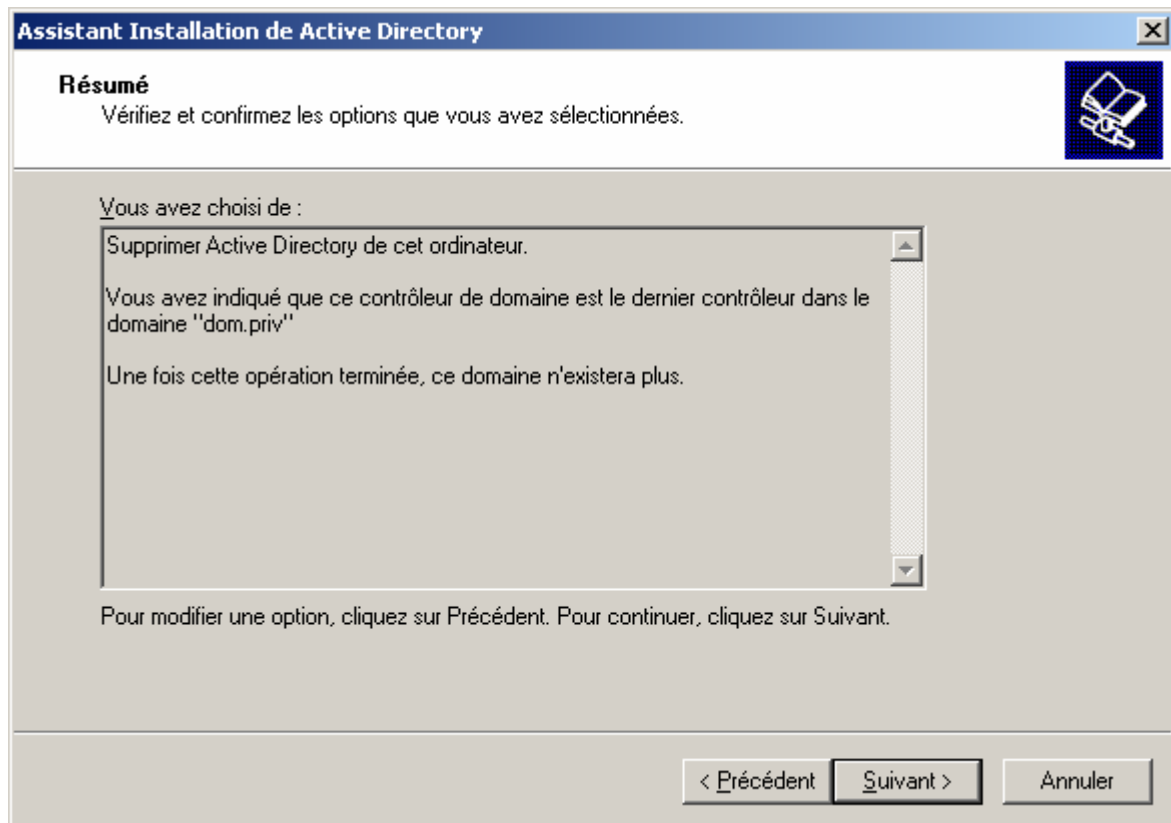 Assistant Installation de Active Directory
Résumé
Vérifiez et confirmez les options que vous avez sélectionnées.
Vous avez choisi de :
Supprimer Active Directory de cet ordinateur.
Vous avez indiqué que ce contrôleur de domaine est le dernier contrôleur dans le
domaine "dom.priv"
Une fois cette opération terminée, ce domaine n'existera plus.
Pour modifier une option, cliquez sur Précédent. Pour continuer, cliquez sur Suivant.
< Précédent Suivant > Annuler